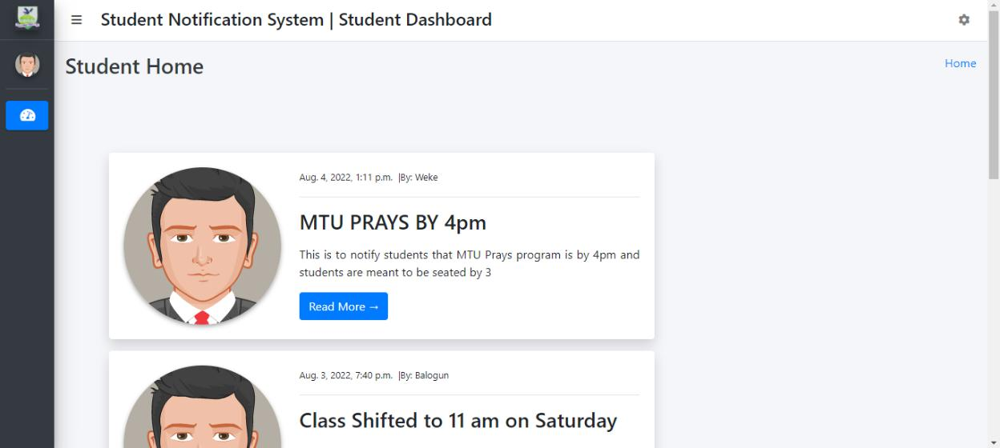 Student Notification System | Student Dashboard
Student Home
Home
Aug. 4, 2022, 1:11 p.m. |By: Weke
MTU PRAYS BY 4pm
This is to notify students that MTU Prays program is by 4pm and
students are meant to be seated by 3
Read More →
Aug. 3, 2022, 7:40 p.m. |By: Balogun
Class Shifted to 11 am on Saturday